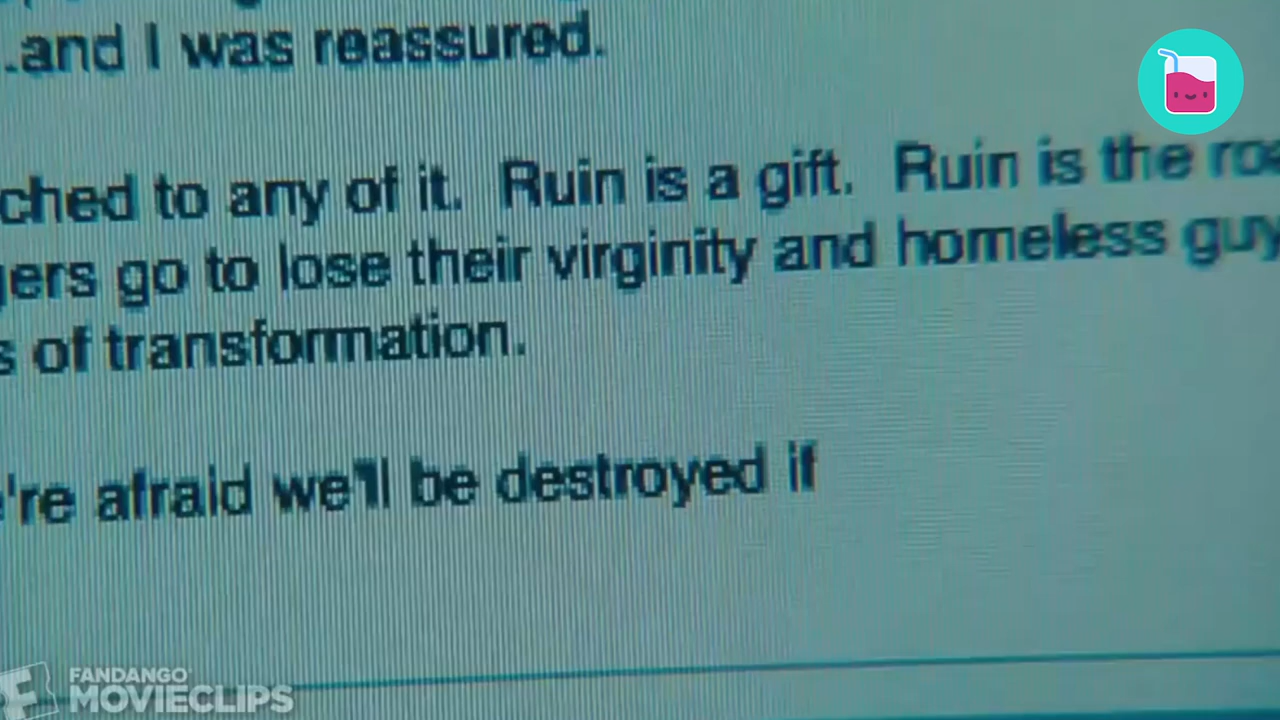 .and I was reassured.
ched to any of it. Ruin is a gift. Ruin is the
gers go to lose their virginity and homeless guy
s of transformation.
're afraid we'll be destroyed if
FANDANGO
MOVIECLIPS